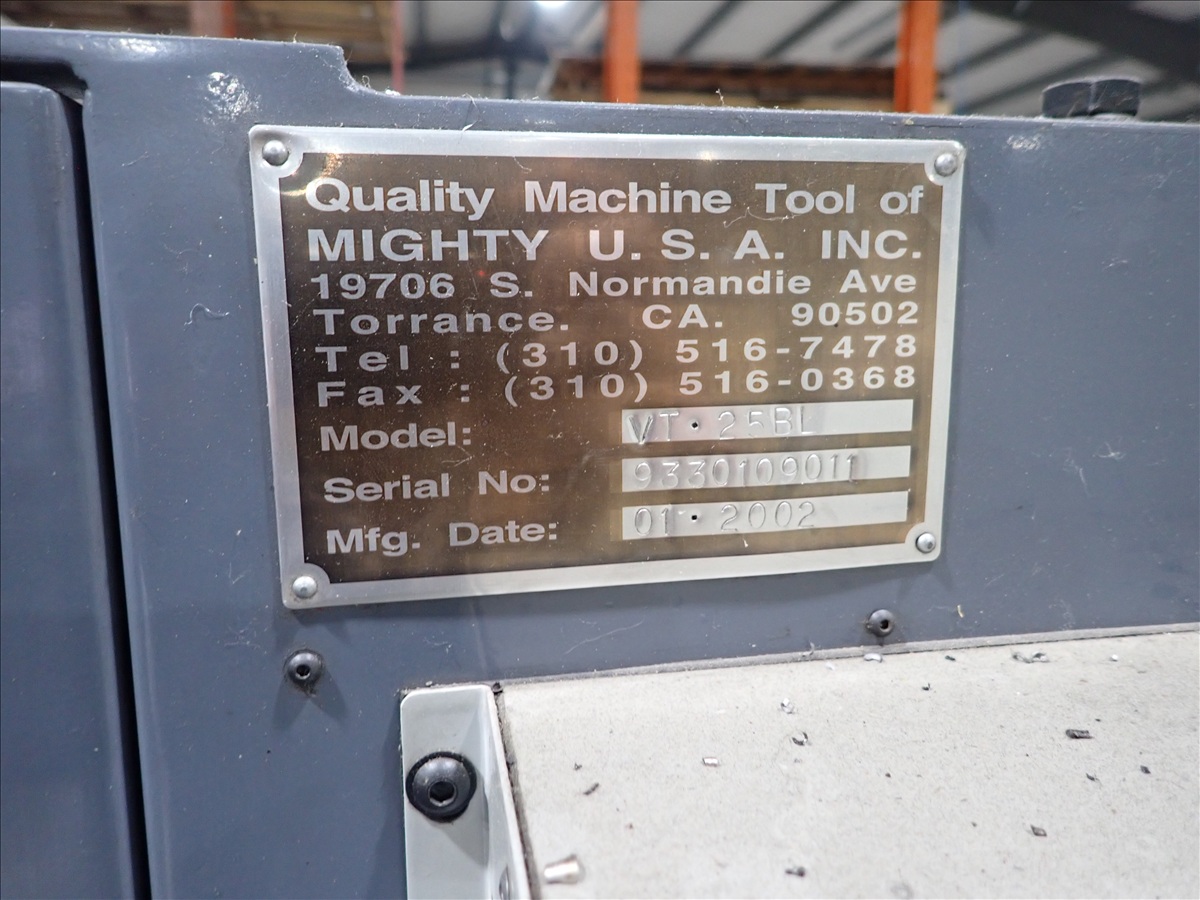 Quality Machine Tool of
MIGHTY U. S. A. INC.
19706 S. Normandie Ave
Torrance. CA. 90502
Tel : (310) 516-7478
Fax : (310) 516-0368
Model: VT·25BL
Serial No: 9330109011
Mfg. Date: 01·2002